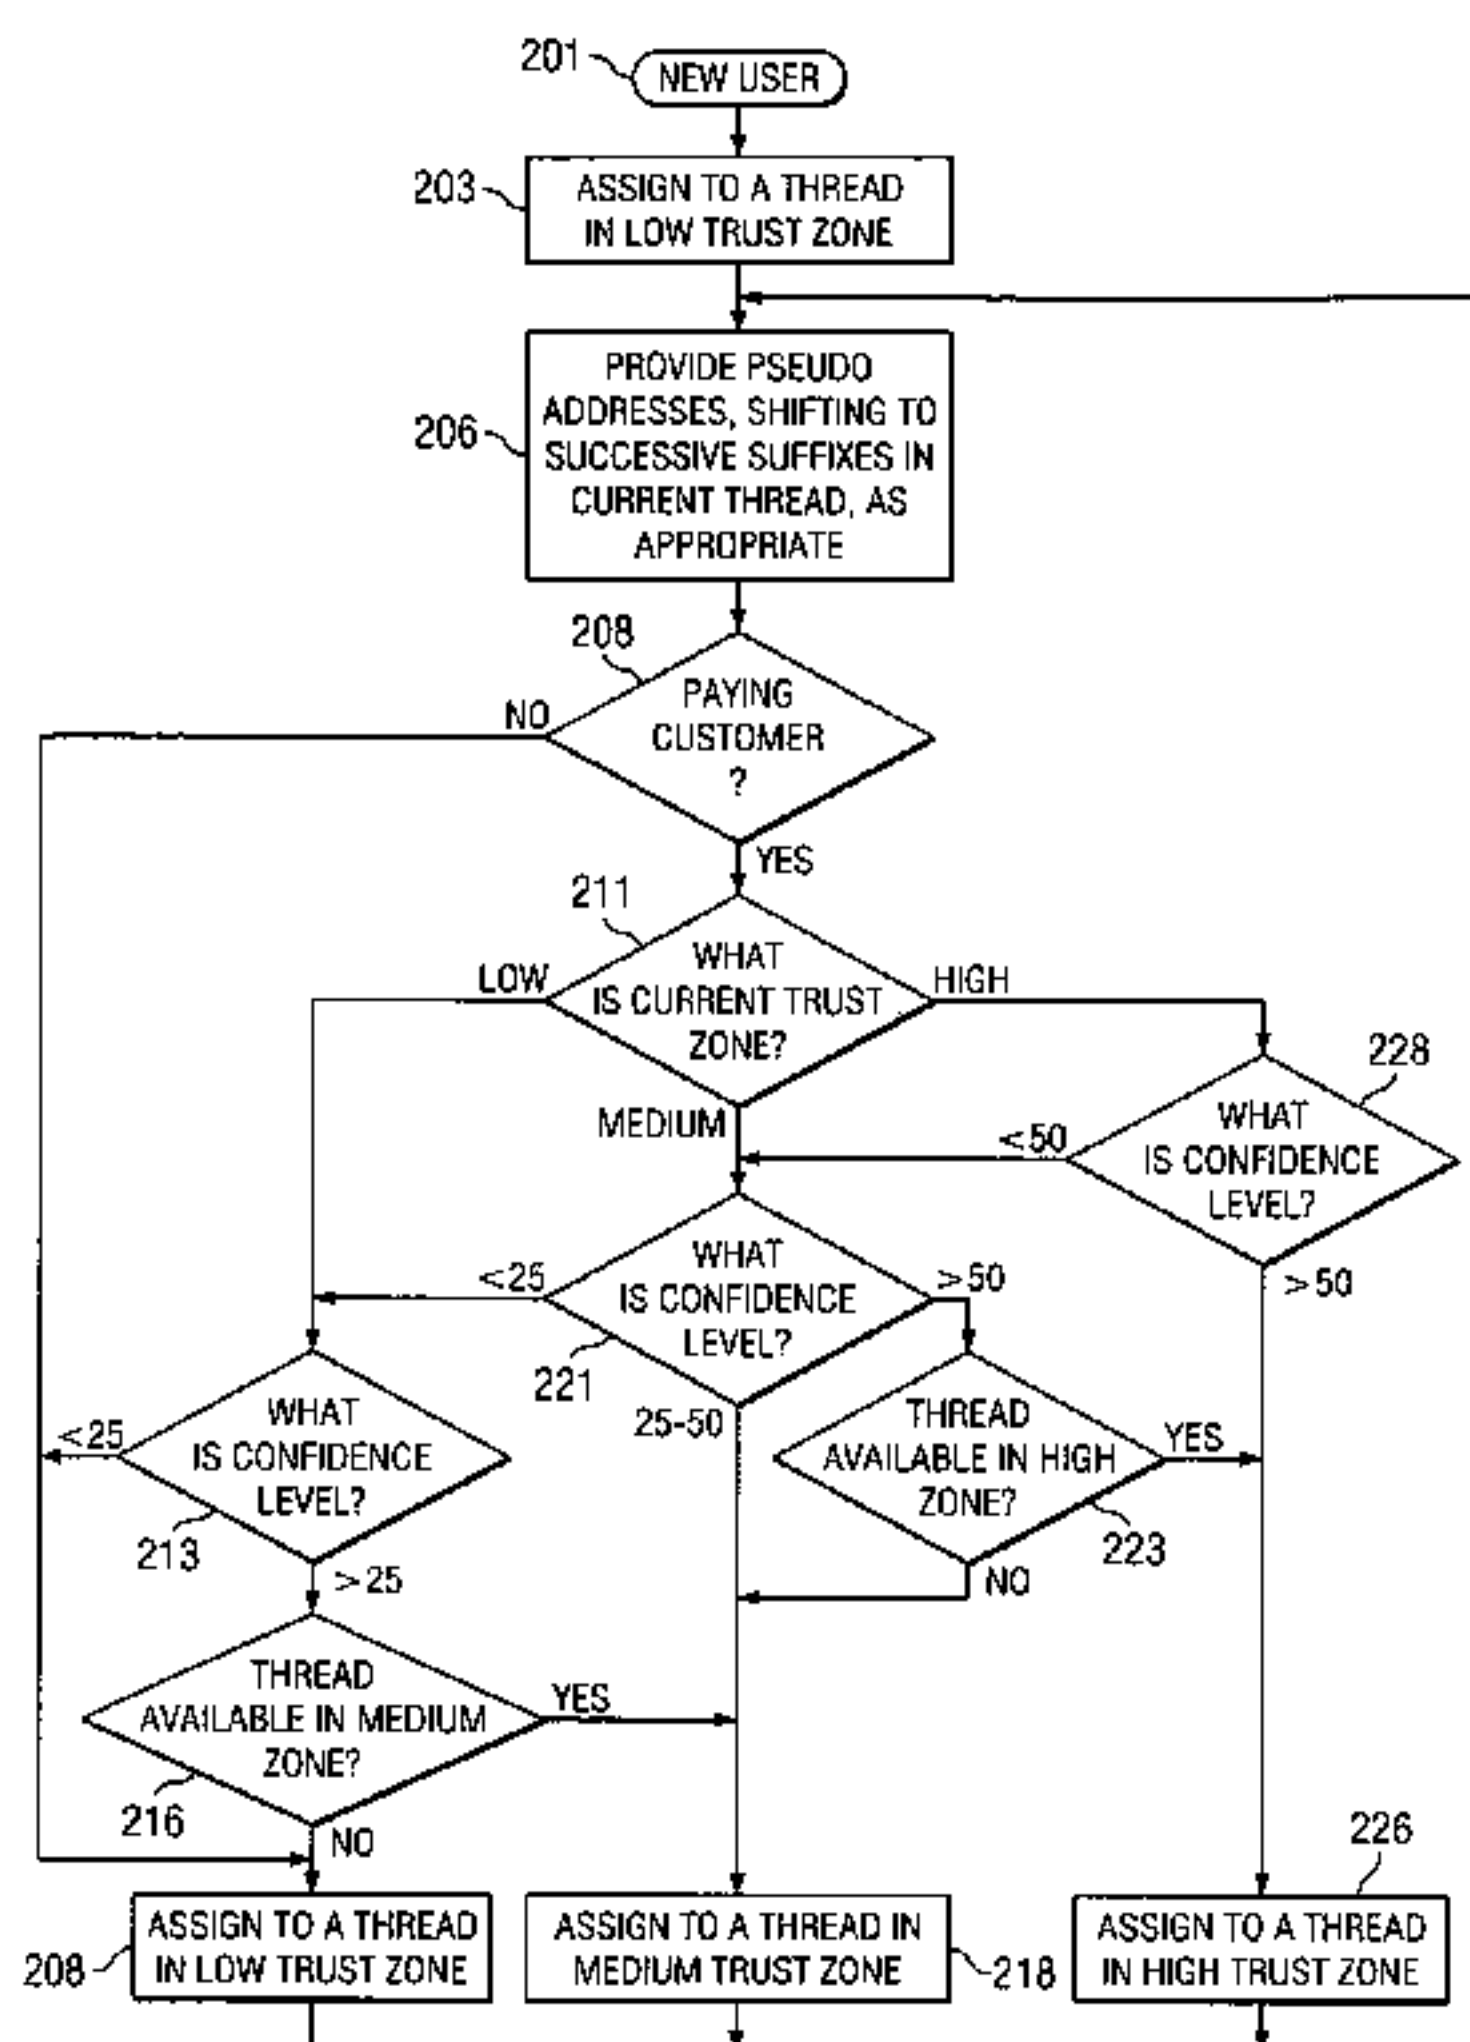 201
NEW USER
203
ASSIGN TO A THREAD
IN LOW TRUST ZONE
206
PROVIDE PSEUDO
ADDRESSES, SHIFTING TO
SUCCESSIVE SUFFIXES IN
CURRENT THREAD, AS
APPROPRIATE
208
PAYING
CUSTOMER
?
NO
YES
211
WHAT
IS CURRENT TRUST
ZONE?
LOW
HIGH
MEDIUM
228
WHAT
IS CONFIDENCE
LEVEL?
<50
>50
WHAT
IS CONFIDENCE
LEVEL?
<25
>50
221
25-50
WHAT
IS CONFIDENCE
LEVEL?
<25
213
>25
THREAD
AVAILABLE IN HIGH
ZONE?
YES
223
NO
THREAD
AVAILABLE IN MEDIUM
ZONE?
YES
216
NO
226
ASSIGN TO A THREAD
IN LOW TRUST ZONE
208
ASSIGN TO A THREAD IN
MEDIUM TRUST ZONE
218
ASSIGN TO A THREAD
IN HIGH TRUST ZONE